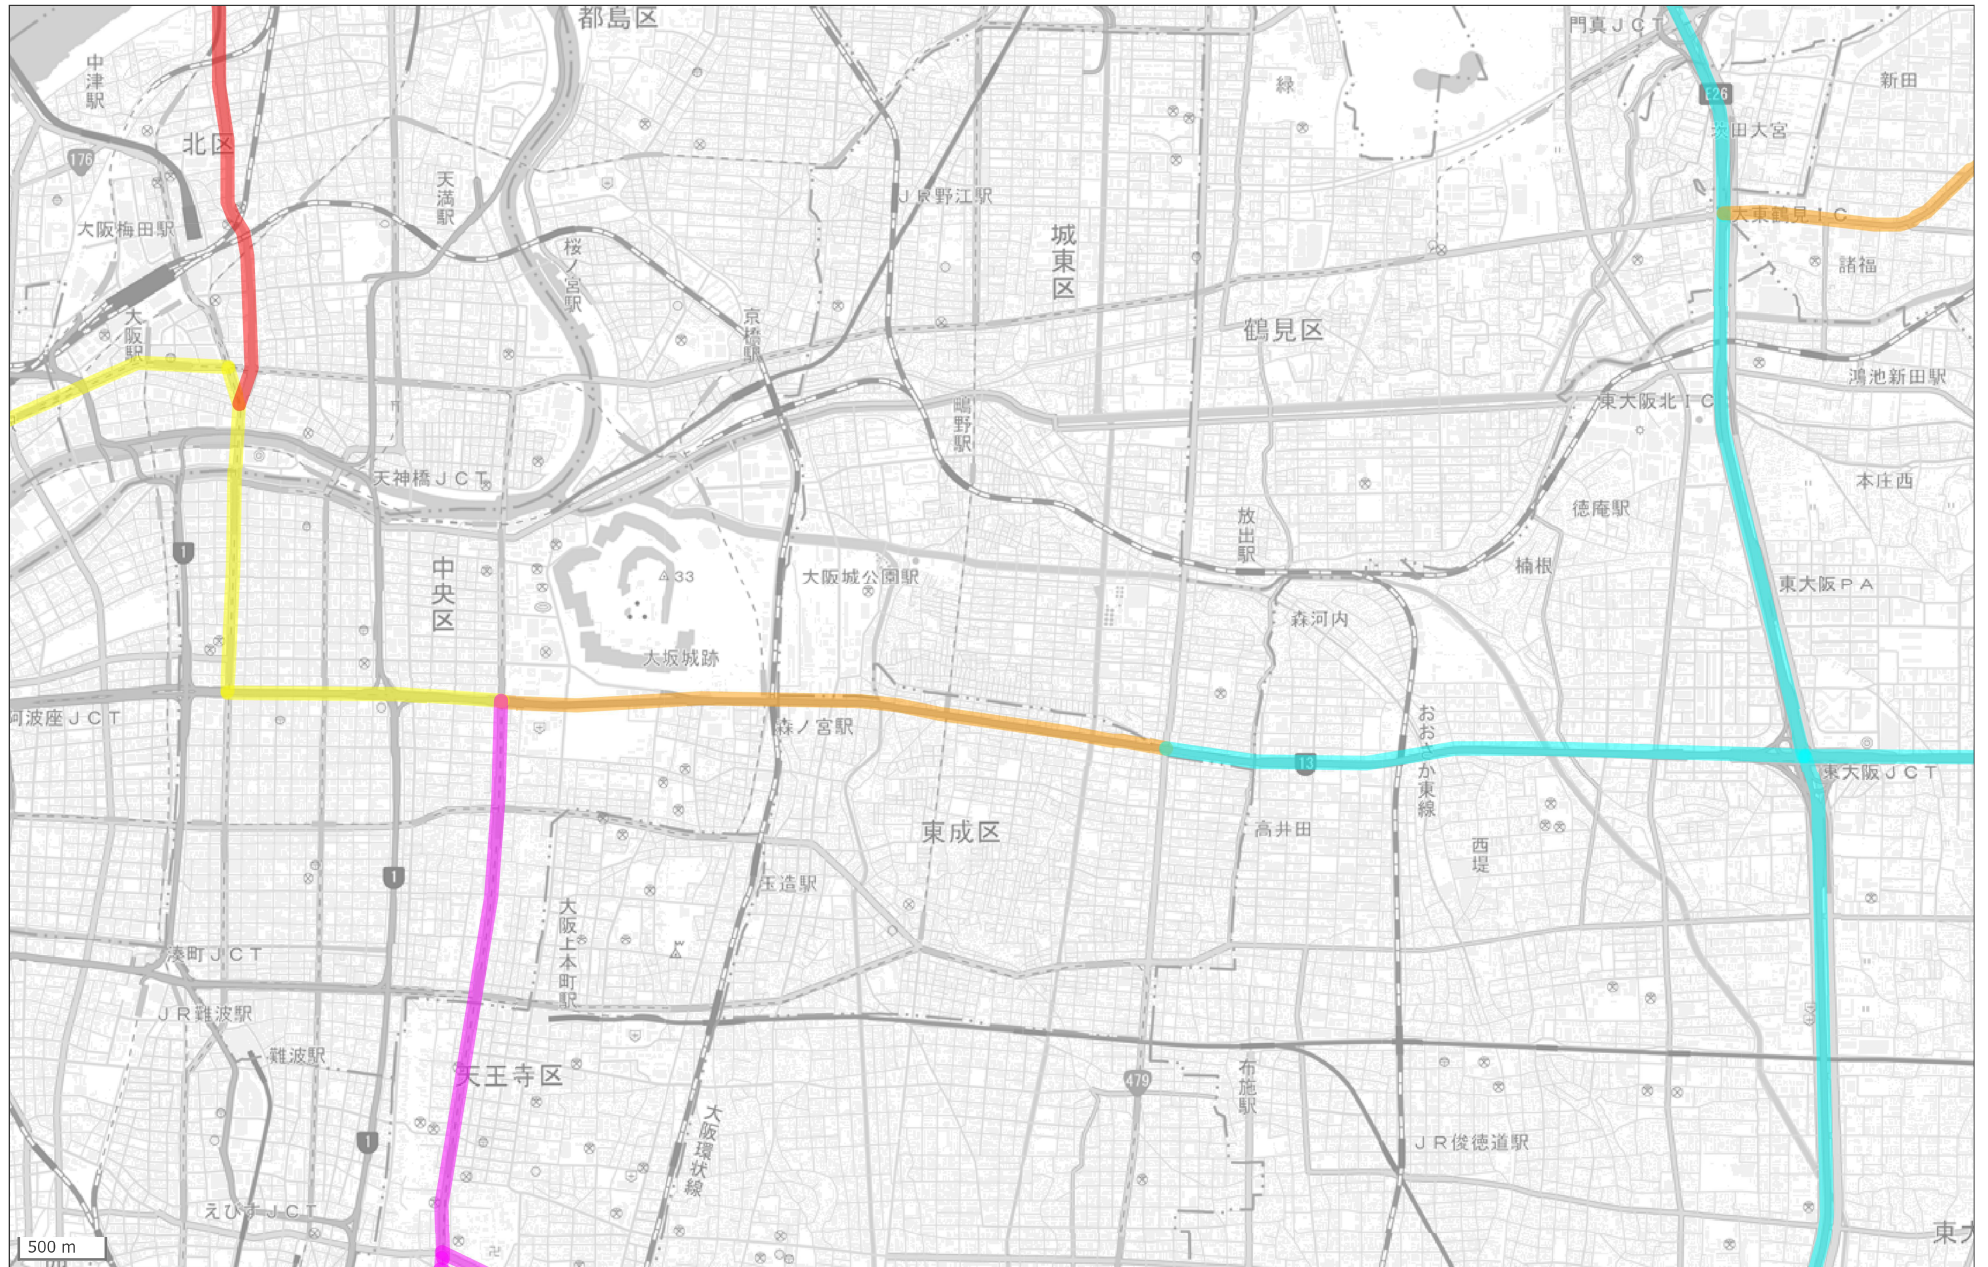 都島区
門真JCT
中津駅
新田
緑
E26
茨田大宮
北区
176
天満駅
JR野江駅
大阪梅田駅
大東鶴見IC
桜ノ宮駅
城東区
諸福
大阪駅
京橋駅
鶴見区
鴻池新田駅
東大阪北IC
鴫野駅
天神橋JCT
本庄西
徳庵駅
放出駅
1
中央区
33
大阪城公園駅
楠根
東大阪PA
森河内
大坂城跡
阿波座JCT
森ノ宮駅
おおさか東線
13
東大阪JCT
東成区
高井田
西堤
1
玉造駅
大阪上本町駅
湊町JCT
JR難波駅
難波駅
天王寺区
479
布施駅
大阪環状線
1
JR俊徳道駅
えびすJCT
東大
500 m